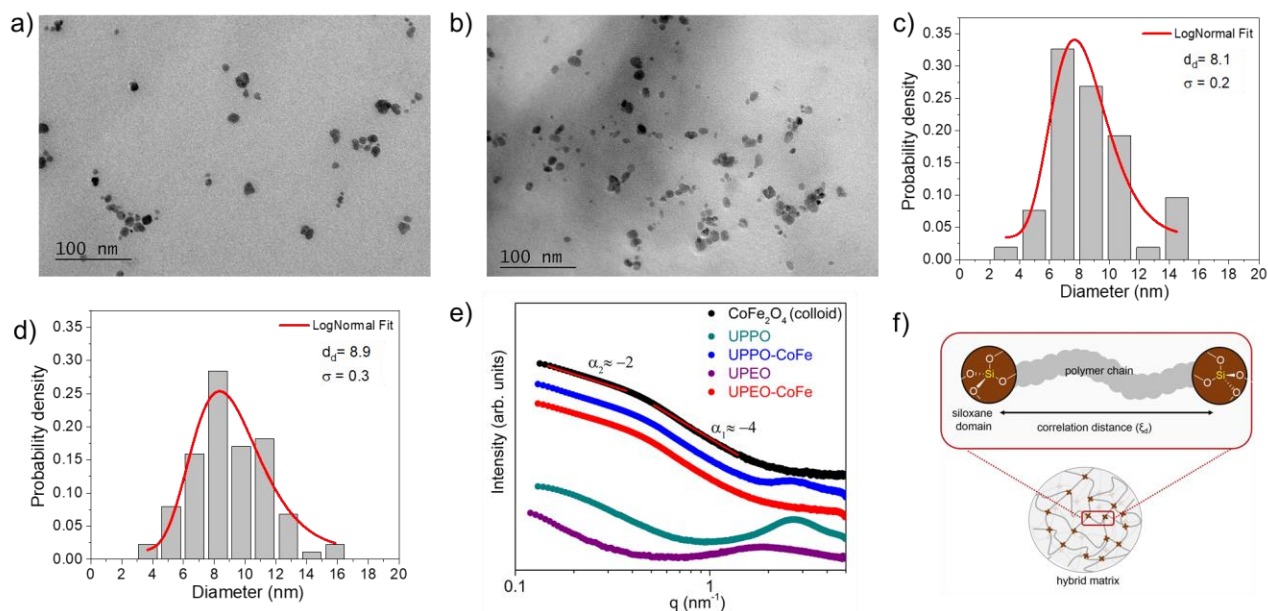 a)
100 nm
b)
100 nm
c)
Probability density
0.35
0.30
0.25
0.20
0.15
0.10
0.05
0.00
LogNormal Fit
d_d= 8.1
σ = 0.2
0 2 4 6 8 10 12 14 16 18 20
Diameter (nm)
d)
Probability density
0.35
0.30
0.25
0.20
0.15
0.10
0.05
0.00
LogNormal Fit
d_d= 8.9
σ = 0.3
0 2 4 6 8 10 12 14 16 18 20
Diameter (nm)
e)
Intensity (arb. units)
CoFe₂O₄ (colloid)
UPPO
UPPO-CoFe
UPEO
UPEO-CoFe
α₂≈ −2
α₁≈ −4
0.1 1
q (nm⁻¹)
f)
O O O O Si
polymer chain
O O O O Si
siloxane
domain
correlation distance (ξ_d)
hybrid matrix